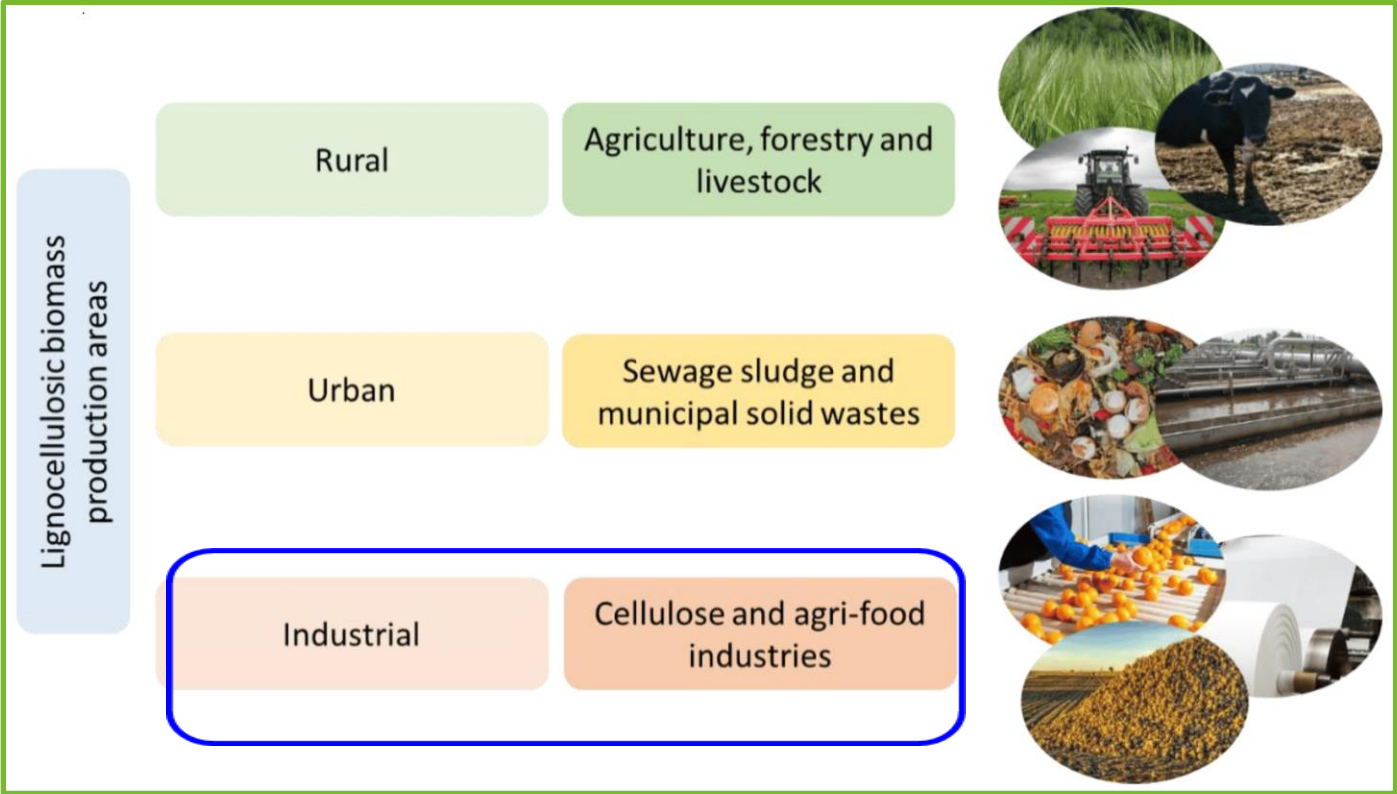 Lignocellulosic biomass
production areas
Rural
Agriculture, forestry and
livestock
Urban
Sewage sludge and
municipal solid wastes
Industrial
Cellulose and agri-food
industries